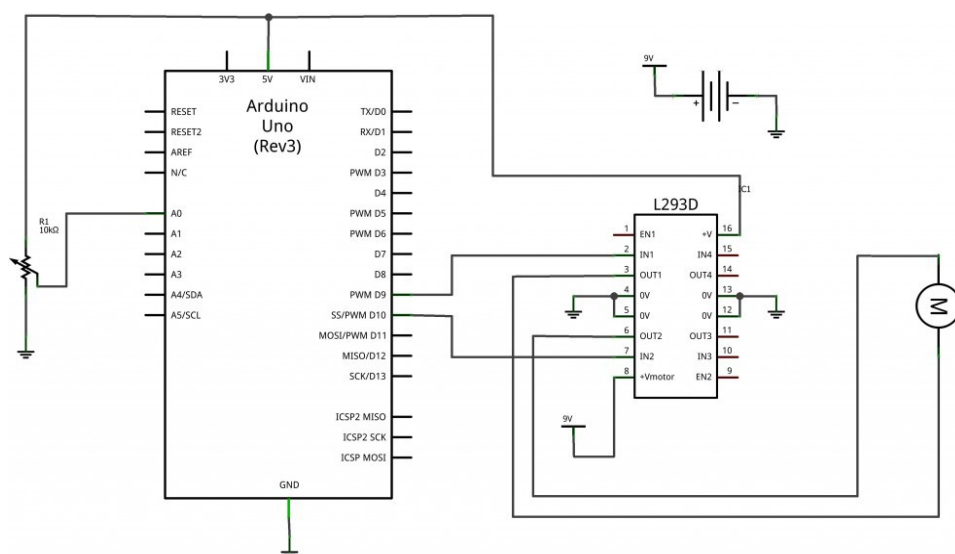 3V3 5V VIN
Arduino
Uno
(Rev3)
RESET TX/D0
RESET2 RX/D1
AREF D2
N/C PWM D3
D4
A0 PWM D5
A1 PWM D6
A2 D7
A3 D8
A4/SDA PWM D9
A5/SCL SS/PWM D10
MOSI/PWM D11
MISO/D12
SCK/D13
ICSP2 MISO
ICSP2 SCK
ICSP MOSI
GND
R1
10kΩ
9V
+ −
IC1
L293D
1 EN1 +V 16
2 IN1 IN4 15
3 OUT1 OUT4 14
4 0V 0V 13
5 0V 0V 12
6 OUT2 OUT3 11
7 IN2 IN3 10
8 +Vmotor EN2 9
9V
M